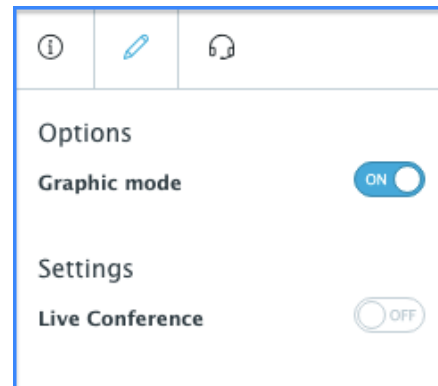 Options
Graphic mode
ON
Settings
Live Conference
OFF